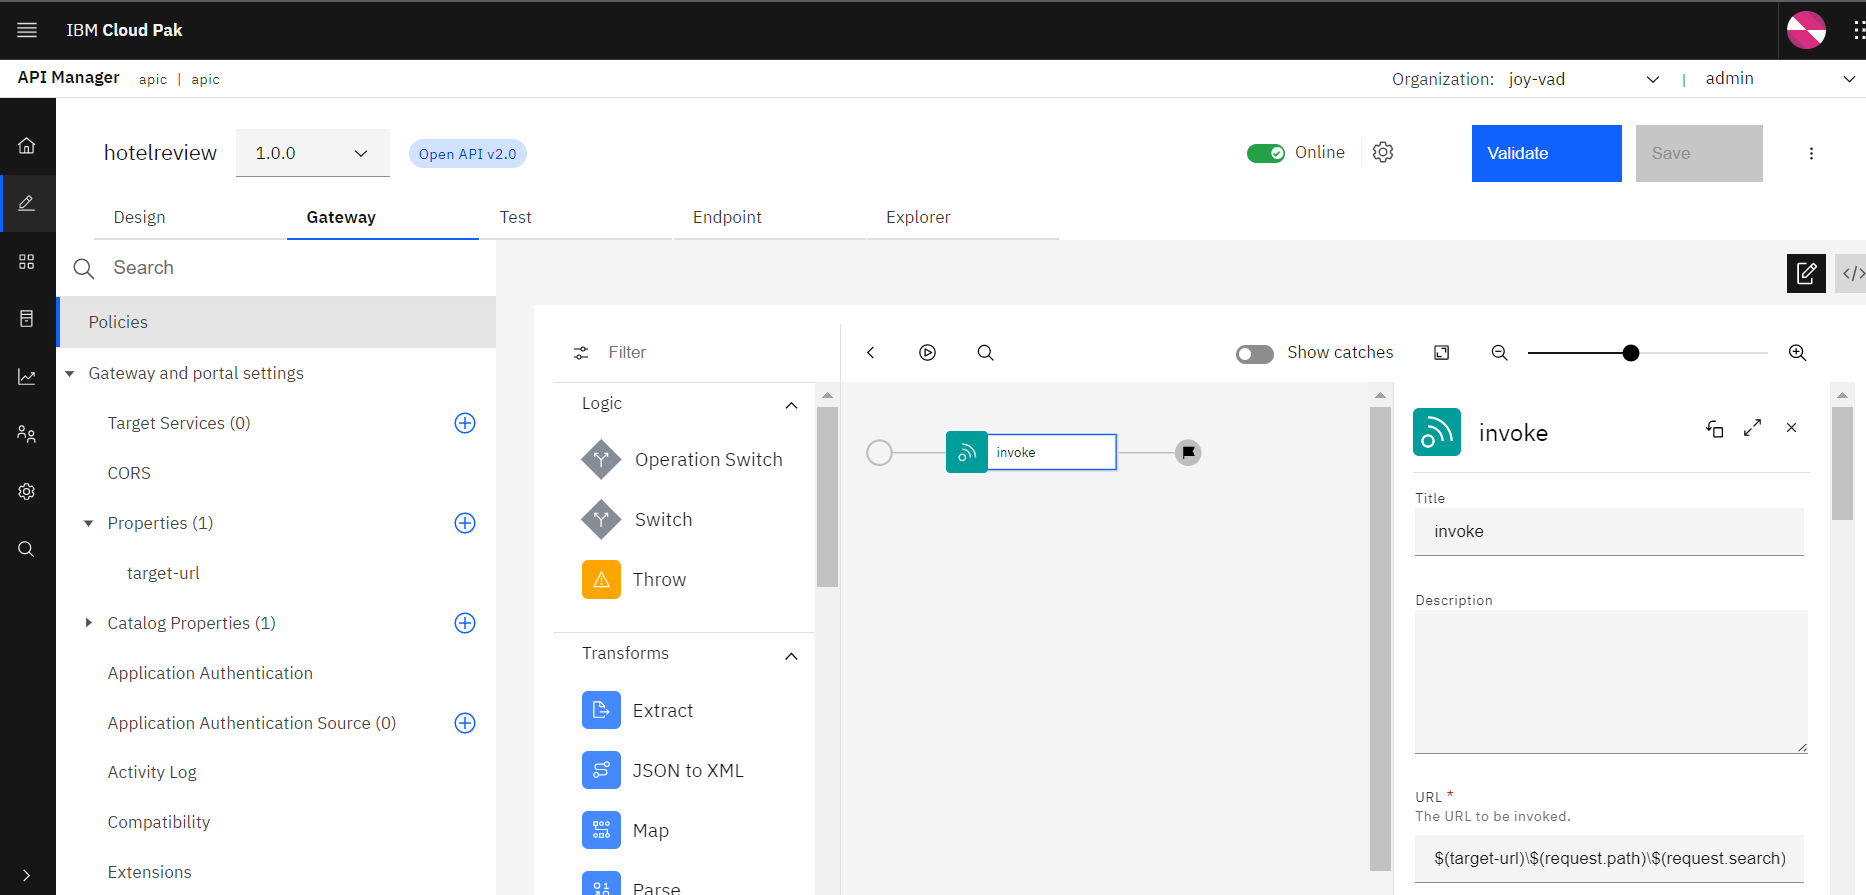 IBM Cloud Pak
API Manager apic | apic
Organization: joy-vad | admin
hotelreview 1.0.0 Open API v2.0 Online Validate Save
Design Gateway Test Endpoint Explorer
Search
Policies
Gateway and portal settings
Target Services (0)
CORS
Properties (1)
target-url
Catalog Properties (1)
Application Authentication
Application Authentication Source (0)
Activity Log
Compatibility
Extensions
Filter
Logic
Operation Switch
Switch
Throw
Transforms
Extract
JSON to XML
Map
Parse
Show catches
invoke
invoke
Title
invoke
Description
URL *
The URL to be invoked.
$(target-url)\$(request.path)\$(request.search)